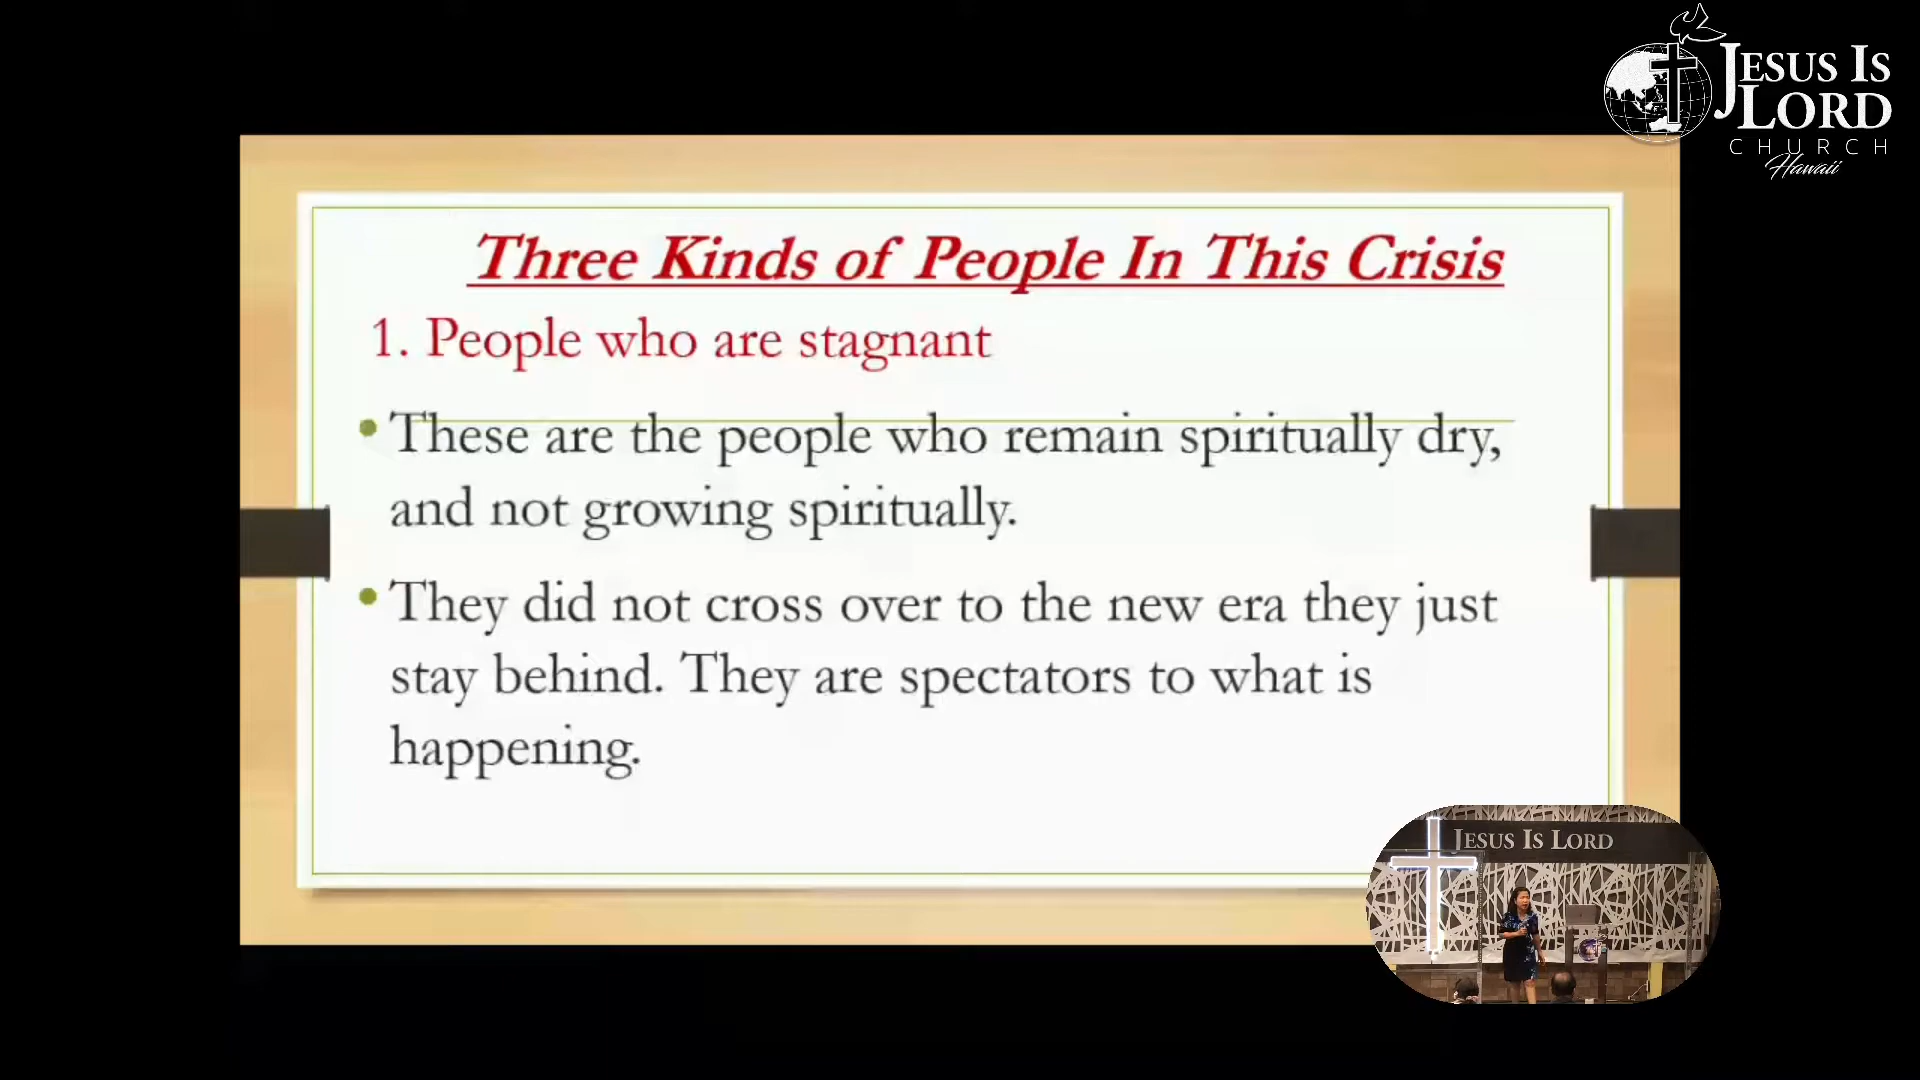 Jesus Is
Lord
CHURCH
Hawaii
Three Kinds of People In This Crisis
1. People who are stagnant
• These are the people who remain spiritually dry,
and not growing spiritually.
• They did not cross over to the new era they just
stay behind. They are spectators to what is
happening.
Jesus Is Lord